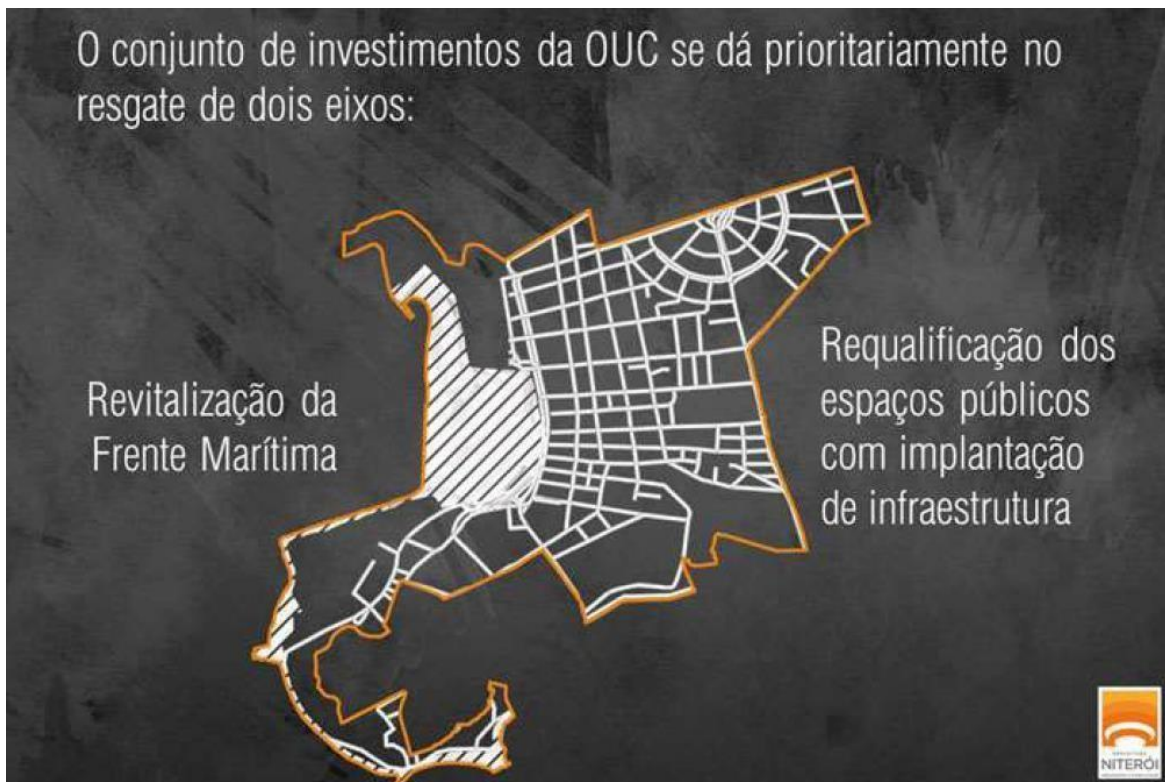 O conjunto de investimentos da OUC se dá prioritariamente no
resgate de dois eixos:
Revitalização da
Frente Marítima
Requalificação dos
espaços públicos
com implantação
de infraestrutura
NITERÓI